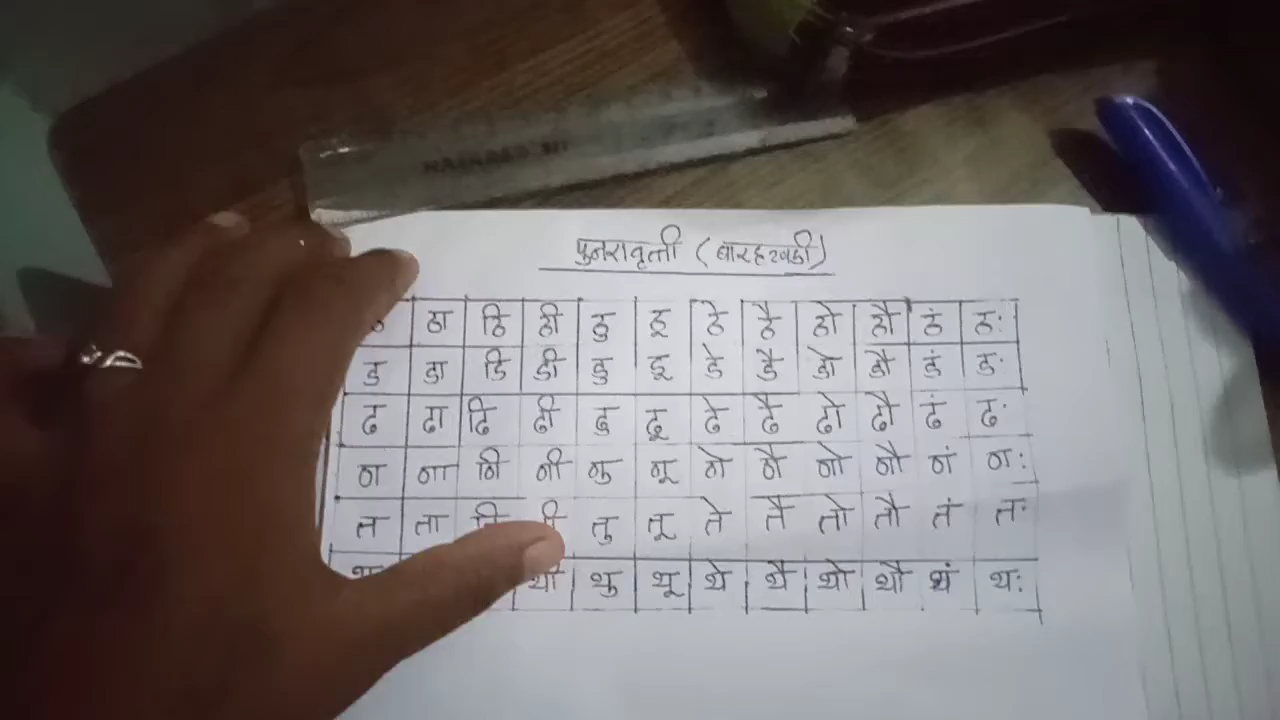 पुनरावृत्ती (बारहखडी)
ठा ठि ठी ठु ठू ठे ठै ठो ठौ ठं ठः
ड डा डि डी डु डू डे डै डो डौ डं डः
ढ ढा ढि ढी ढु ढू ढे ढै ढो ढौ ढं ढः
ण णा णि णी णु णू णे णै णो णौ णं णः
त ता ति ती तु तू ते तै तो तौ तं तः
थी थु थू थे थै थो थौ थं थः